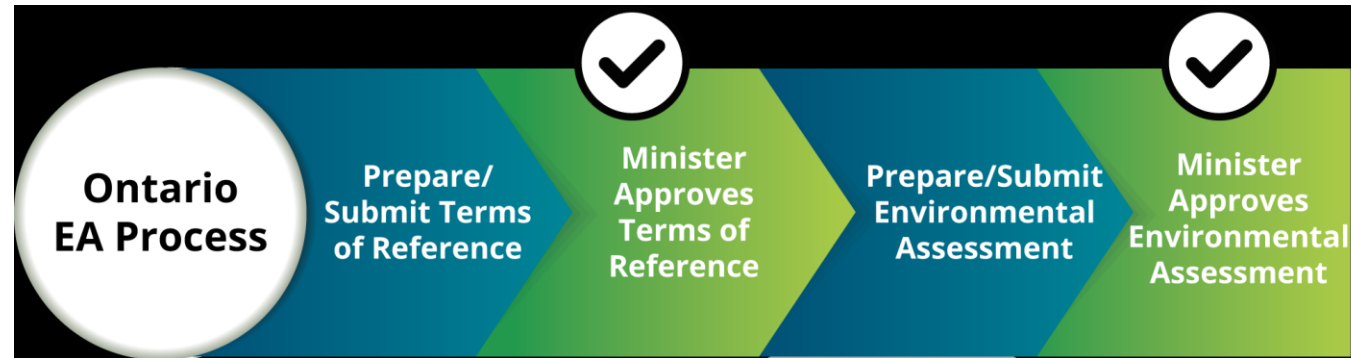 Ontario
EA Process
Prepare/
Submit Terms
of Reference
Minister
Approves
Terms of
Reference
Prepare/Submit
Environmental
Assessment
Minister
Approves
Environmental
Assessment